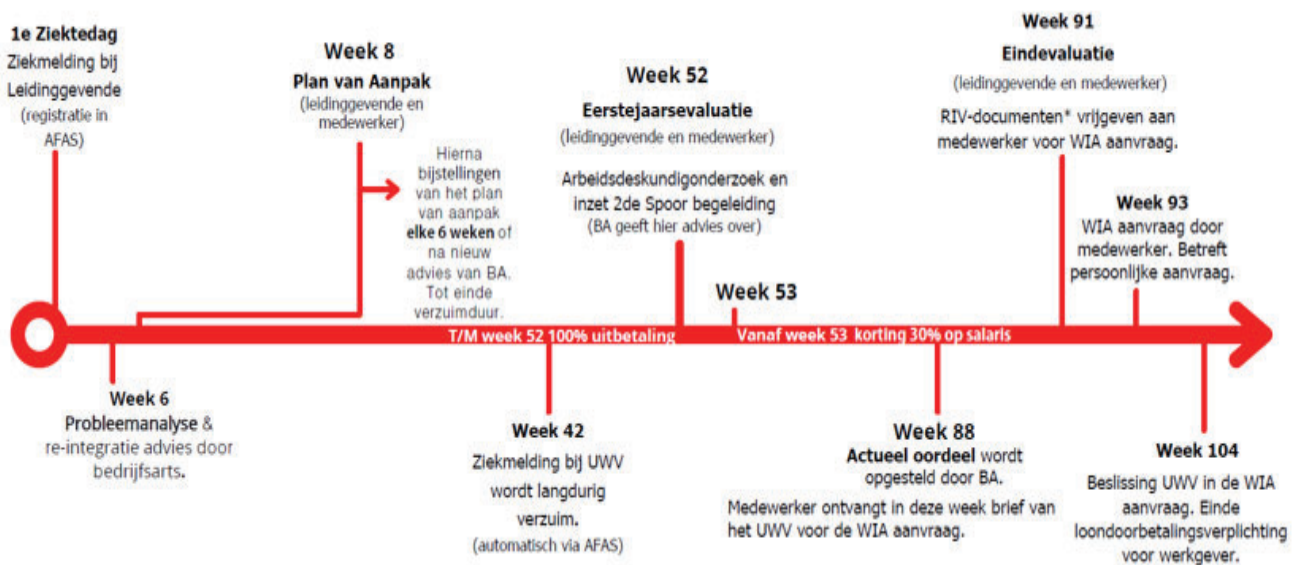 1e Ziektedag
Ziekmelding bij
Leidinggevende
(registratie in
AFAS)
Week 8
Plan van Aanpak
(leidinggevende en
medewerker)
Hierna
bijstellingen
van het plan
van aanpak
elke 6 weken of
na nieuw
advies van BA.
Tot einde
verzuimduur.
Week 52
Eerstejaarsevaluatie
(leidinggevende en medewerker)
Arbeidsdeskundigonderzoek en
inzet 2de Spoor begeleiding
(BA geeft hier advies over)
Week 53
Week 91
Eindevaluatie
(leidinggevende en medewerker)
RIV-documenten* vrijgeven aan
medewerker voor WIA aanvraag.
Week 93
WIA aanvraag door
medewerker. Betreft
persoonlijke aanvraag.
T/M week 52 100% uitbetaling
Vanaf week 53 korting 30% op salaris
Week 6
Probleemanalyse &
re-integratie advies door
bedrijfsarts.
Week 42
Ziekmelding bij UWV
wordt langdurig
verzuim.
(automatisch via AFAS)
Week 88
Actueel oordeel wordt
opgesteld door BA.
Medewerker ontvangt in deze week brief van
het UWV voor de WIA aanvraag.
Week 104
Beslissing UWV in de WIA
aanvraag. Einde
loondoorbetalingsverplichting
voor werkgever.